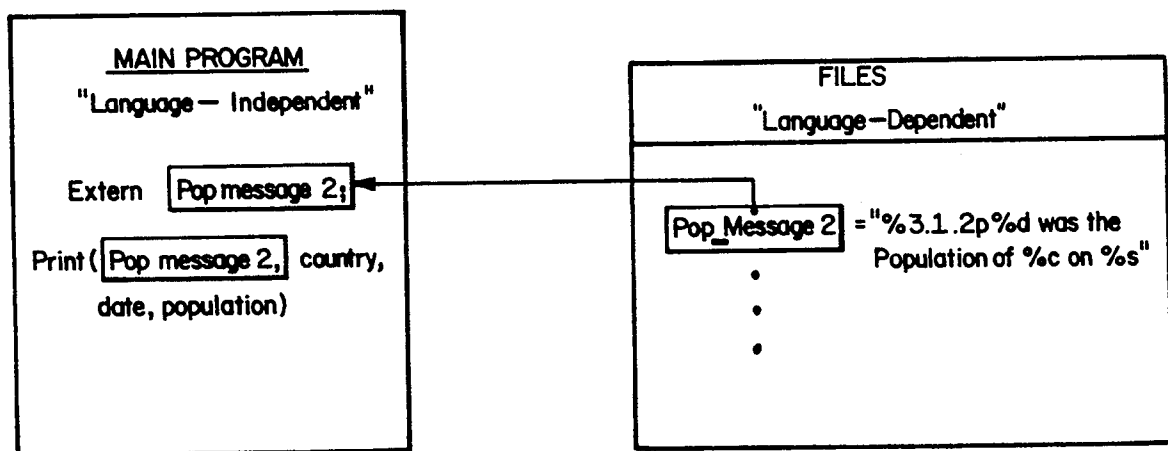 MAIN PROGRAM
"Language — Independent"
Extern Pop message 2;
Print( Pop message 2, country,
date, population)
FILES
"Language-Dependent"
Pop_Message 2 = "%3.1..2p%d was the
Population of %c on %s"